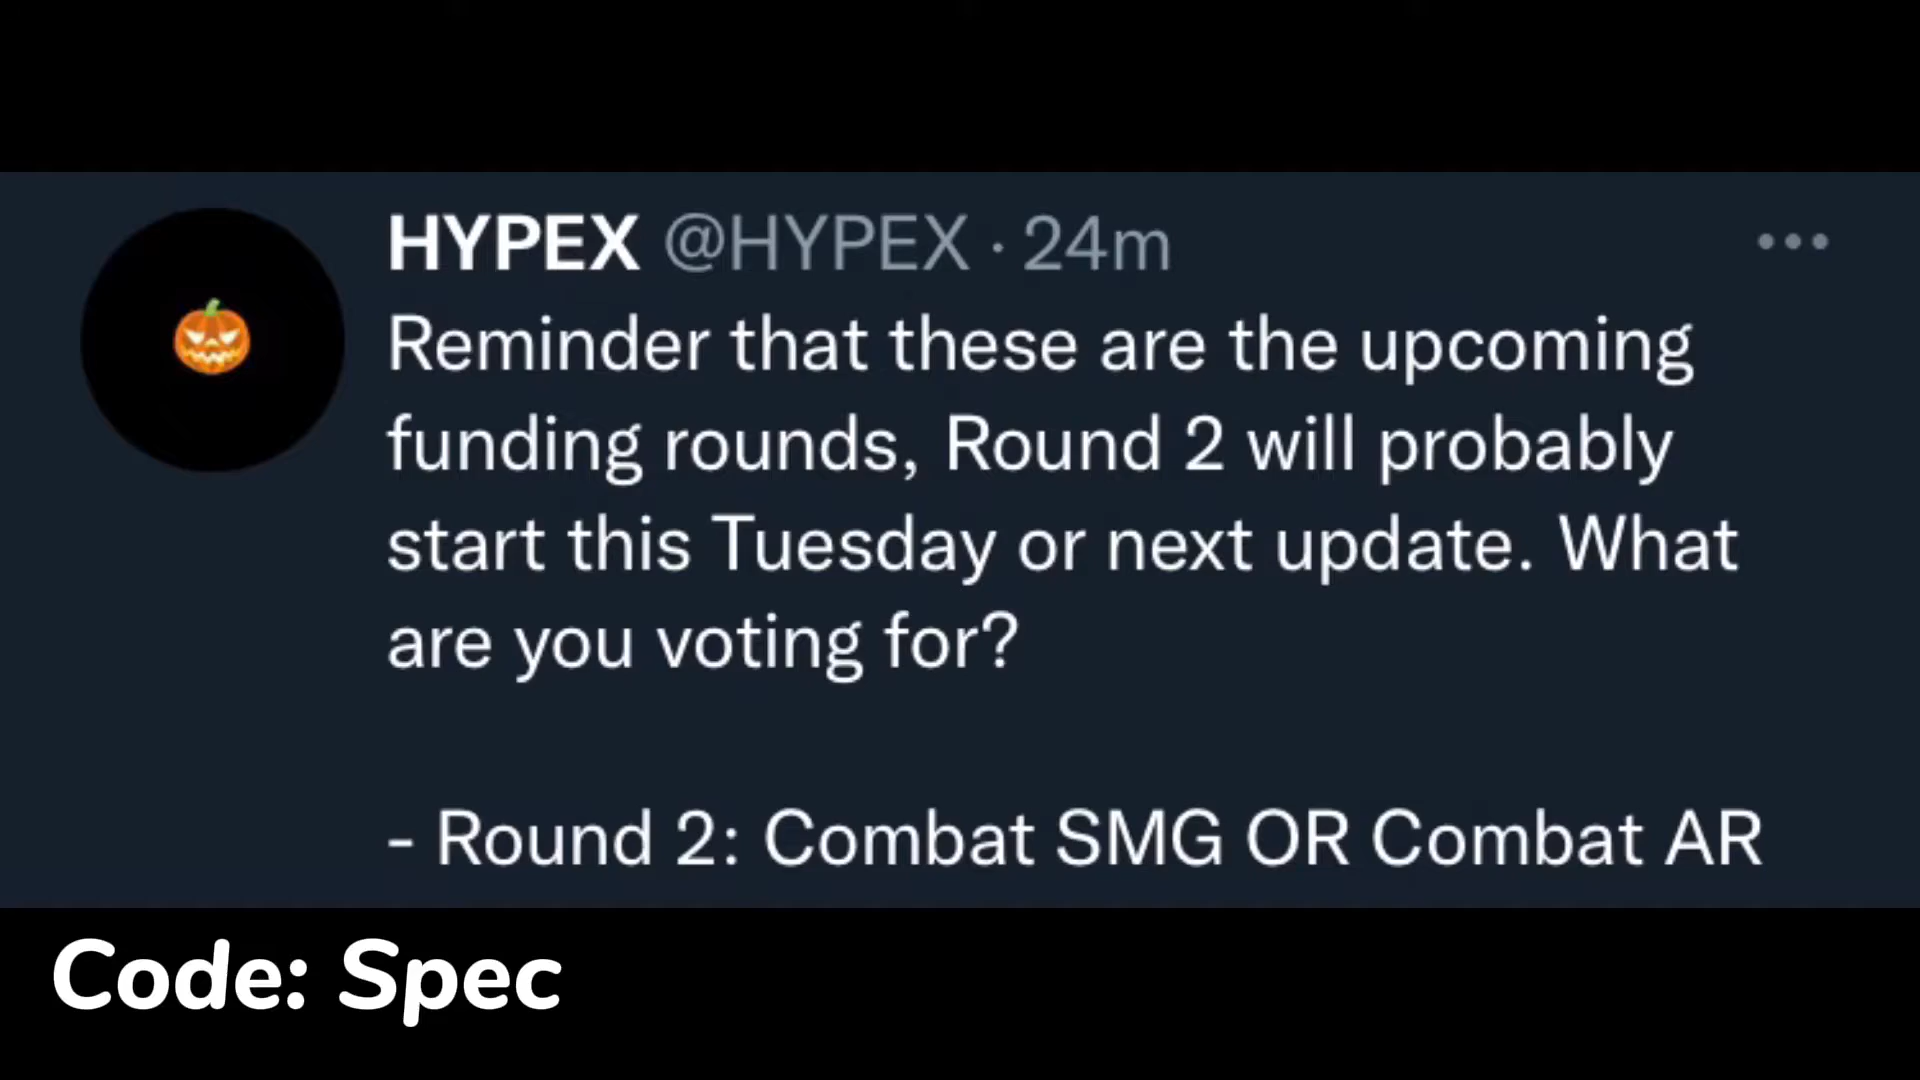 HYPEX @HYPEX · 24m
Reminder that these are the upcoming
funding rounds, Round 2 will probably
start this Tuesday or next update. What
are you voting for?
- Round 2: Combat SMG OR Combat AR
Code: Spec